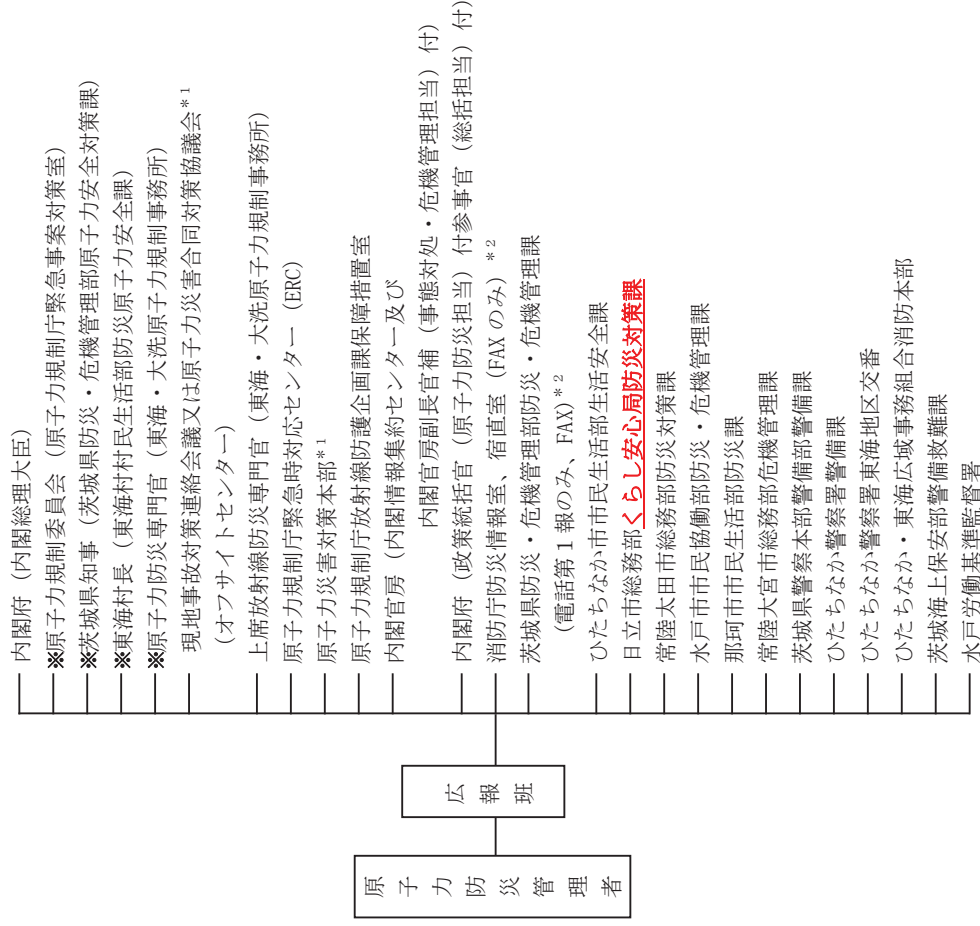 内閣府（内閣総理大臣）
※原子力規制委員会（原子力規制庁緊急事案対策室）
※茨城県知事（茨城県防災・危機管理部原子力安全対策課）
※東海村長（東海村村民生活部防災原子力安全課）
※原子力防災専門官（東海・大洗原子力規制事務所）
現地事故対策連絡会議又は原子力災害合同対策協議会*1
(オフサイトセンター)
上席放射線防災専門官（東海・大洗原子力規制事務所）
原子力規制庁緊急時対応センター（ERC）
原子力災害対策本部*1
原子力規制庁放射線防護企画課保障措置室
内閣官房（内閣情報集約センター及び
内閣官房副長官補（事態対処・危機管理担当）付）
内閣府（政策統括官（原子力防災担当）付参事官（総括担当）付）
消防庁防災情報室、宿直室（FAX のみ）*2
茨城県防災・危機管理部防災・危機管理課
(電話第 1 報のみ、FAX)*2
ひたちなか市市民生活部生活安全課
日立市総務部くらし安心局防災対策課
常陸太田市総務部防災対策課
水戸市市民協働部防災・危機管理課
那珂市市民生活部防災課
常陸大宮市総務部危機管理課
茨城県警察本部警備部警備課
ひたちなか警察署警備課
ひたちなか警察署東海地区交番
ひたちなか・東海広域事務組合消防本部
茨城海上保安部警備救難課
水戸労働基準監督署
広報班
原子力防災管理者